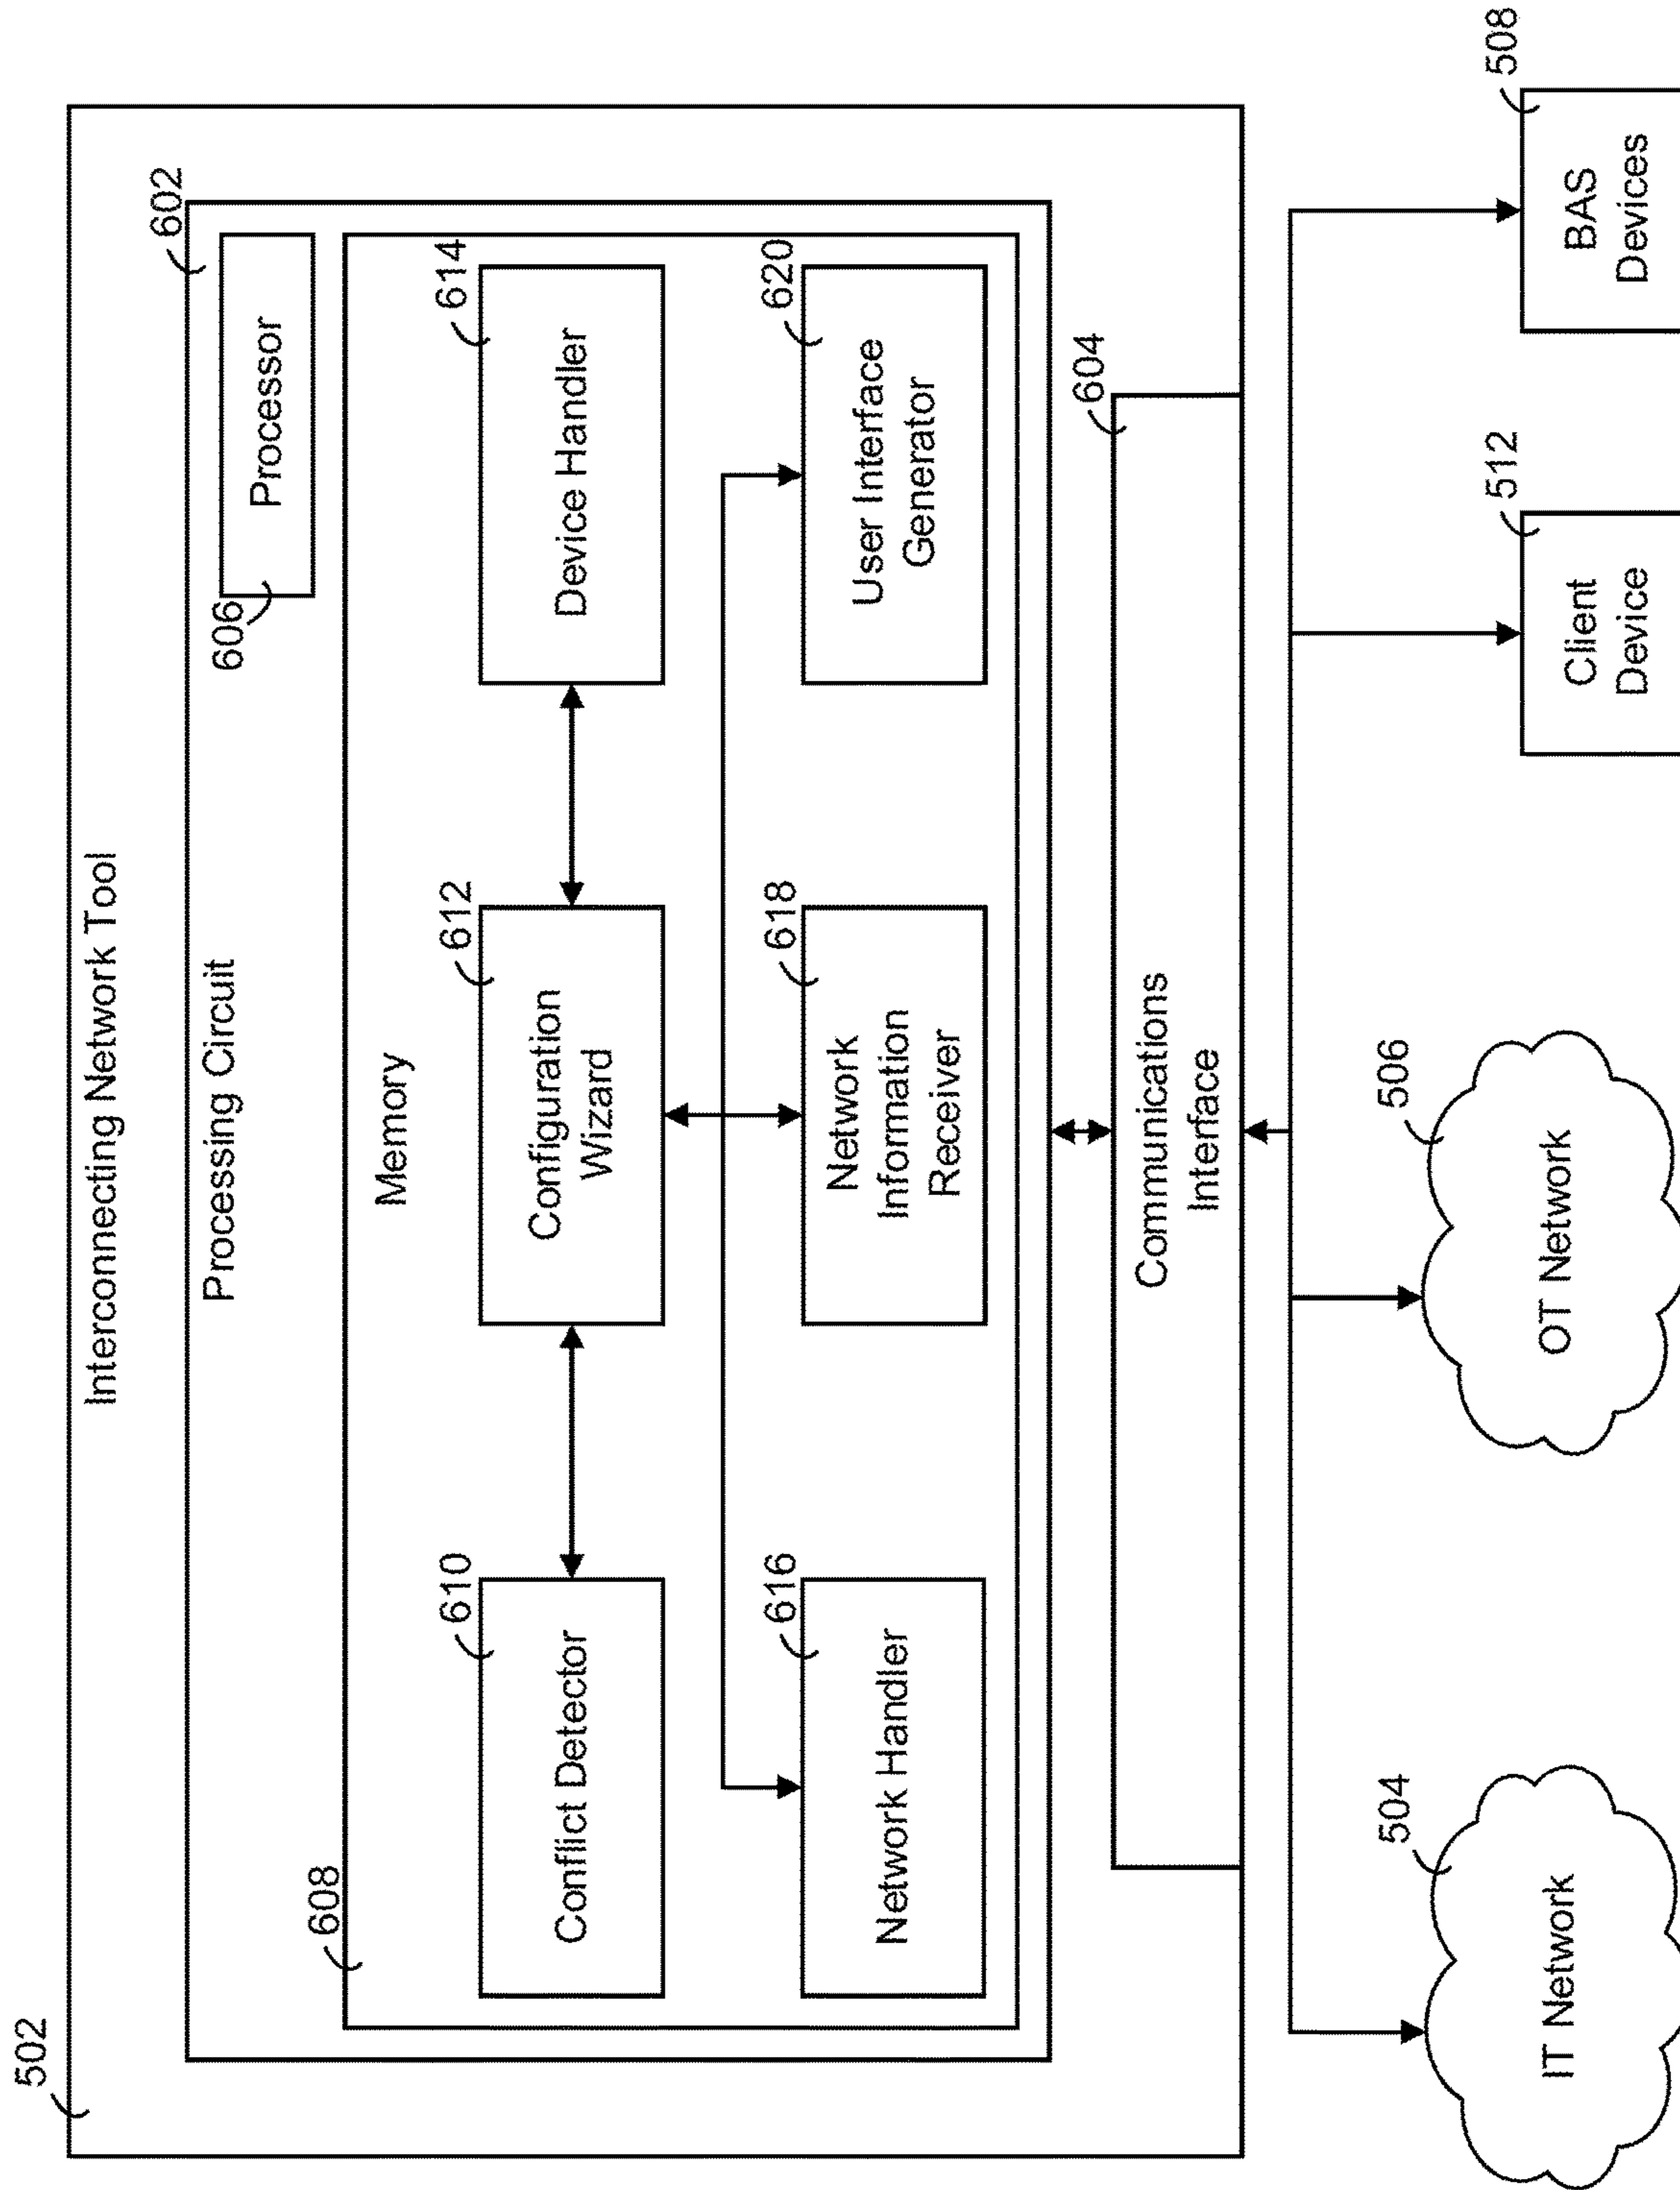 502
Interconnecting Network Tool
602
Processing Circuit
606
Processor
608
Memory
610
Conflict Detector
612
Configuration
Wizard
614
Device Handler
616
Network Handler
618
Network
Information
Receiver
620
User Interface
Generator
604
Communications
Interface
504
IT Network
506
OT Network
512
Client
Device
508
BAS
Devices